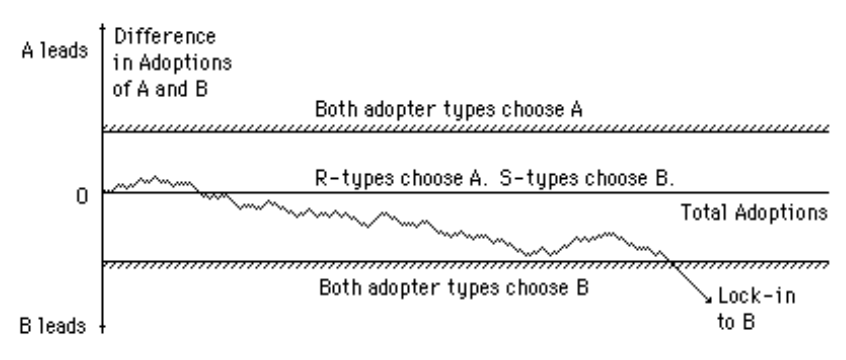 Difference
in Adoptions
of A and B
A leads
Both adopter types choose A
R-types choose A. S-types choose B.
0
Total Adoptions
Both adopter types choose B
Lock-in
to B
B leads